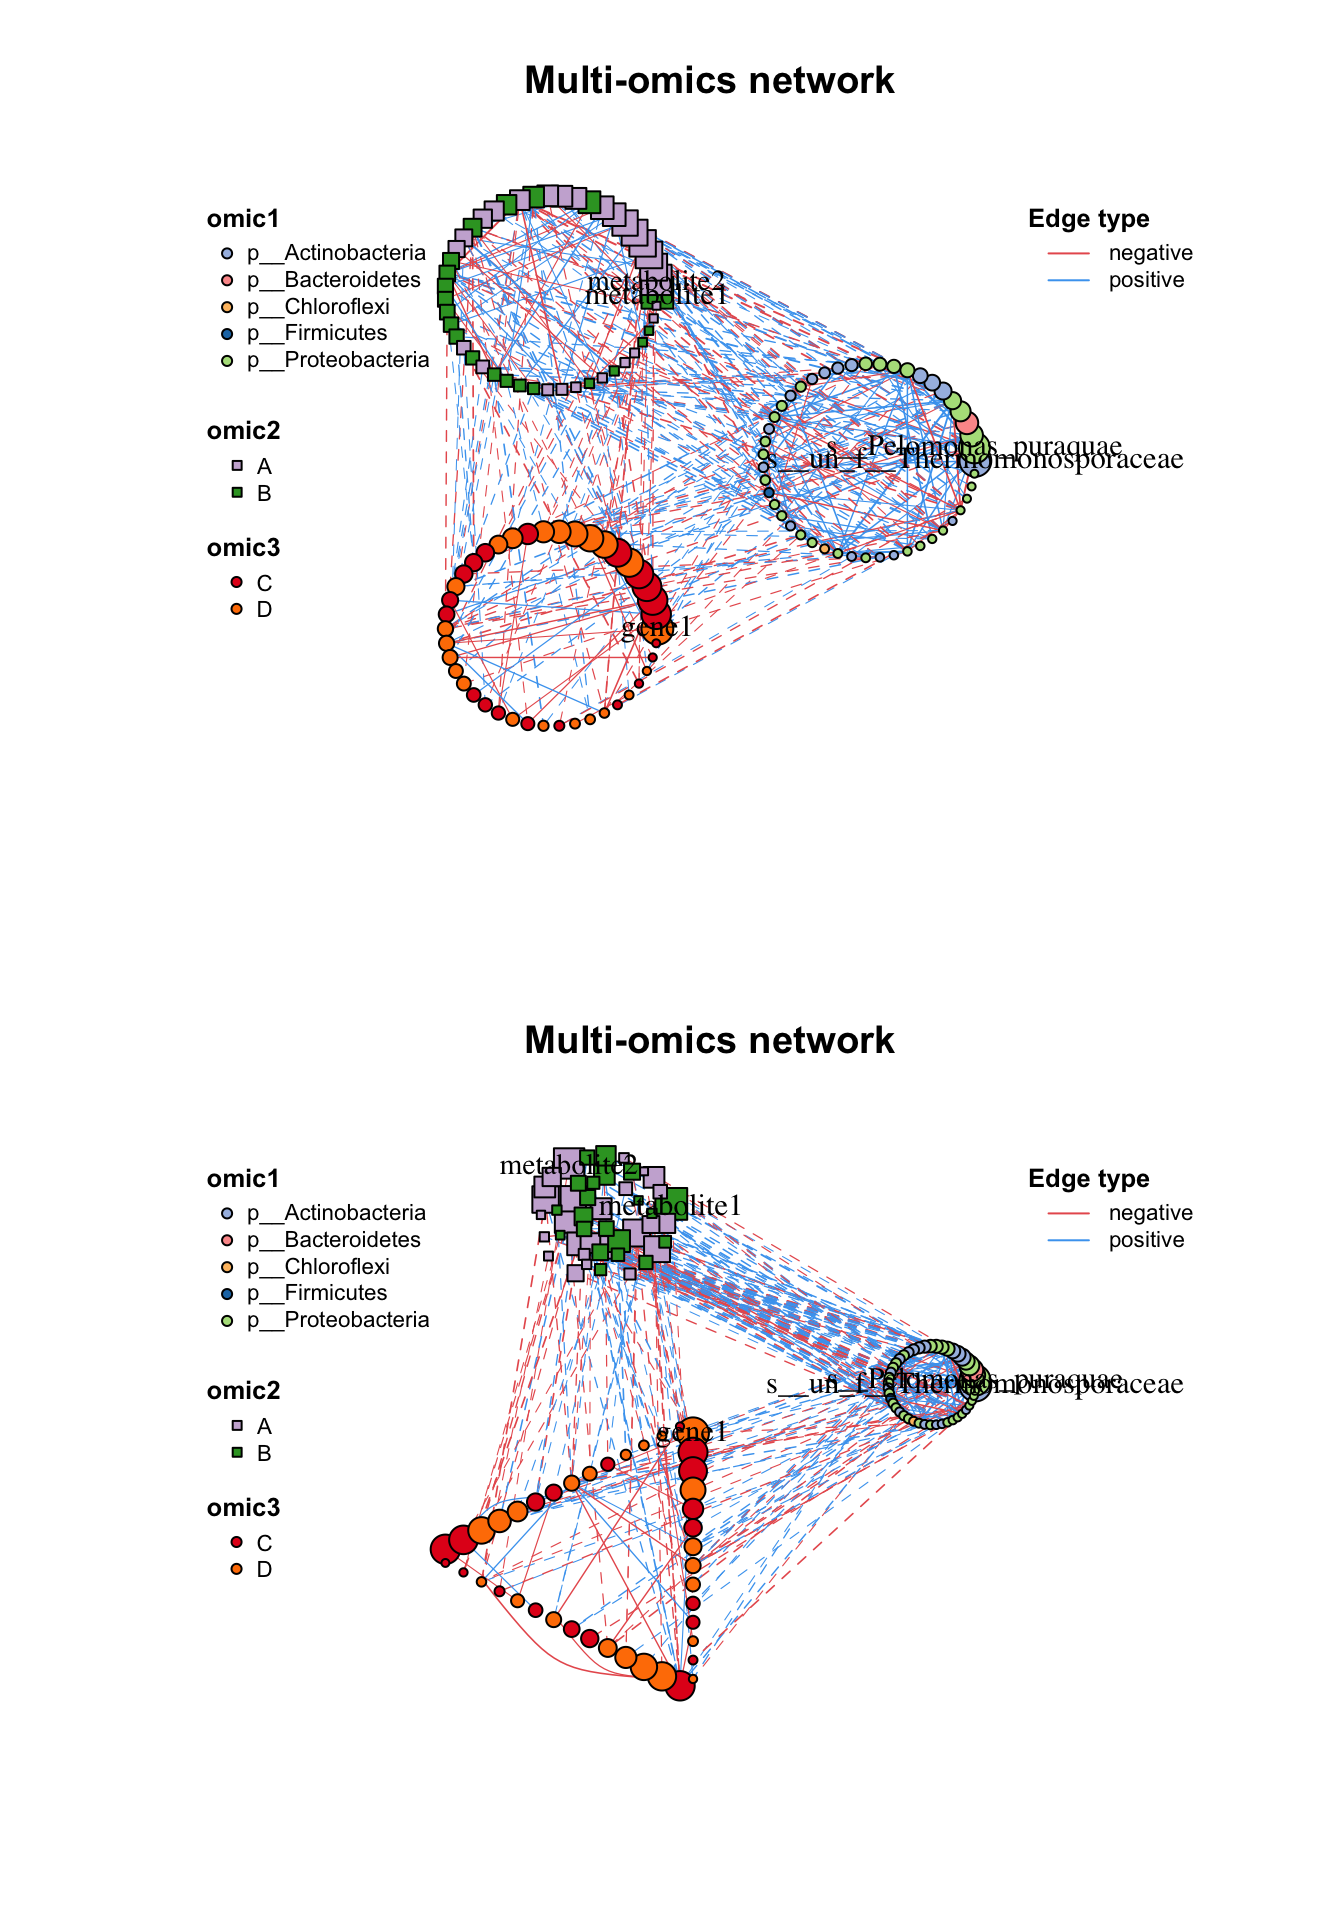 Multi-omics network
omic1
p__Actinobacteria
p__Bacteroidetes
p__Chloroflexi
p__Firmicutes
p__Proteobacteria
omic2
A
B
omic3
C
D
Edge type
negative
positive
metabolite2
metabolite1
s__Pelomonas_puraquae
s__un_f__Thermomonosporaceae
gene1
Multi-omics network
omic1
p__Actinobacteria
p__Bacteroidetes
p__Chloroflexi
p__Firmicutes
p__Proteobacteria
omic2
A
B
omic3
C
D
Edge type
negative
positive
metabolite2
metabolite1
s__Pelomonas_puraquae
s__un_f__Thermomonosporaceae
gene1